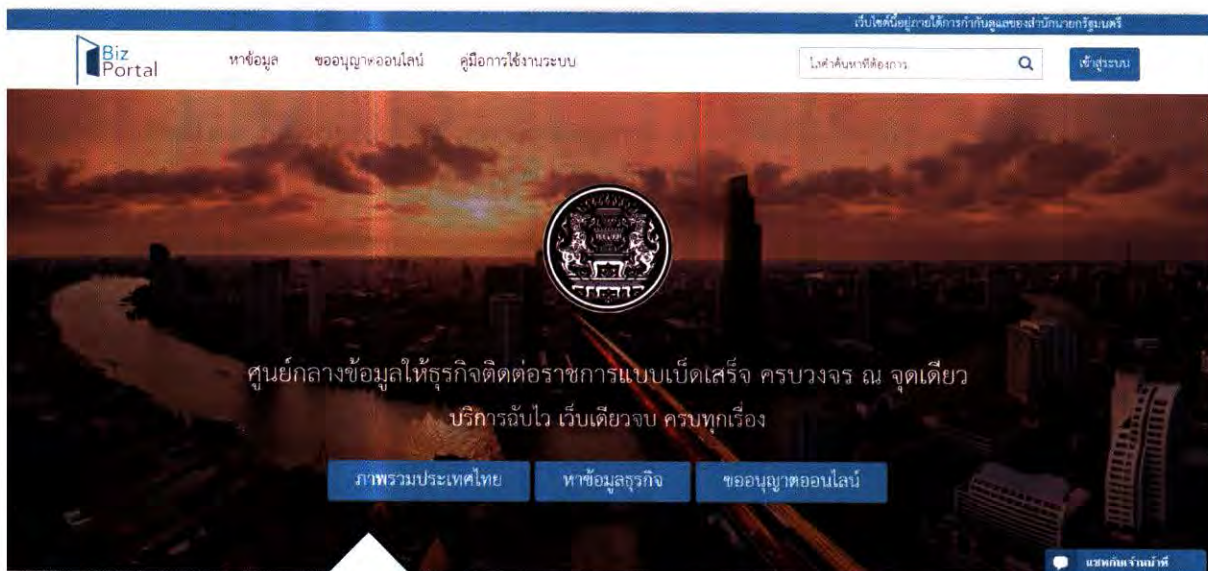 เว็บไซต์นี้อยู่ภายใต้การกำกับดูแลของสำนักนายกรัฐมนตรี
Biz Portal
หาข้อมูล ขออนุญาตออนไลน์ คู่มือการใช้งานระบบ ใส่คำค้นหาที่ต้องการ เข้าสู่ระบบ
ศูนย์กลางข้อมูลให้ธุรกิจติดต่อราชการแบบเบ็ดเสร็จ ครบวงจร ณ จุดเดียว
บริการฉับไว เว็บเดียวจบ ครบทุกเรื่อง
ภาพรวมประเทศไทย หาข้อมูลธุรกิจ ขออนุญาตออนไลน์
แชทกับเจ้าหน้าที่